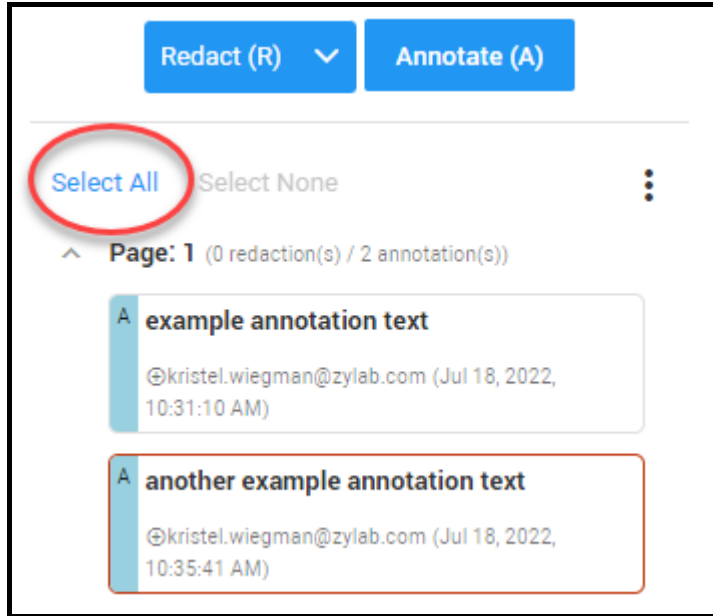 Redact (R) Annotate (A)
Select All Select None
Page: 1 (0 redaction(s) / 2 annotation(s))
A example annotation text
kristel.wiegman@zylab.com (Jul 18, 2022,
10:31:10 AM)
A another example annotation text
kristel.wiegman@zylab.com (Jul 18, 2022,
10:35:41 AM)